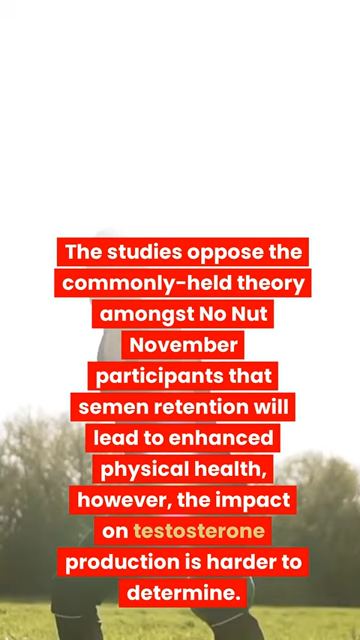 The studies oppose the
commonly-held theory
amongst No Nut
November
participants that
semen retention will
lead to enhanced
physical health,
however, the impact
on testosterone
production is harder to
determine.